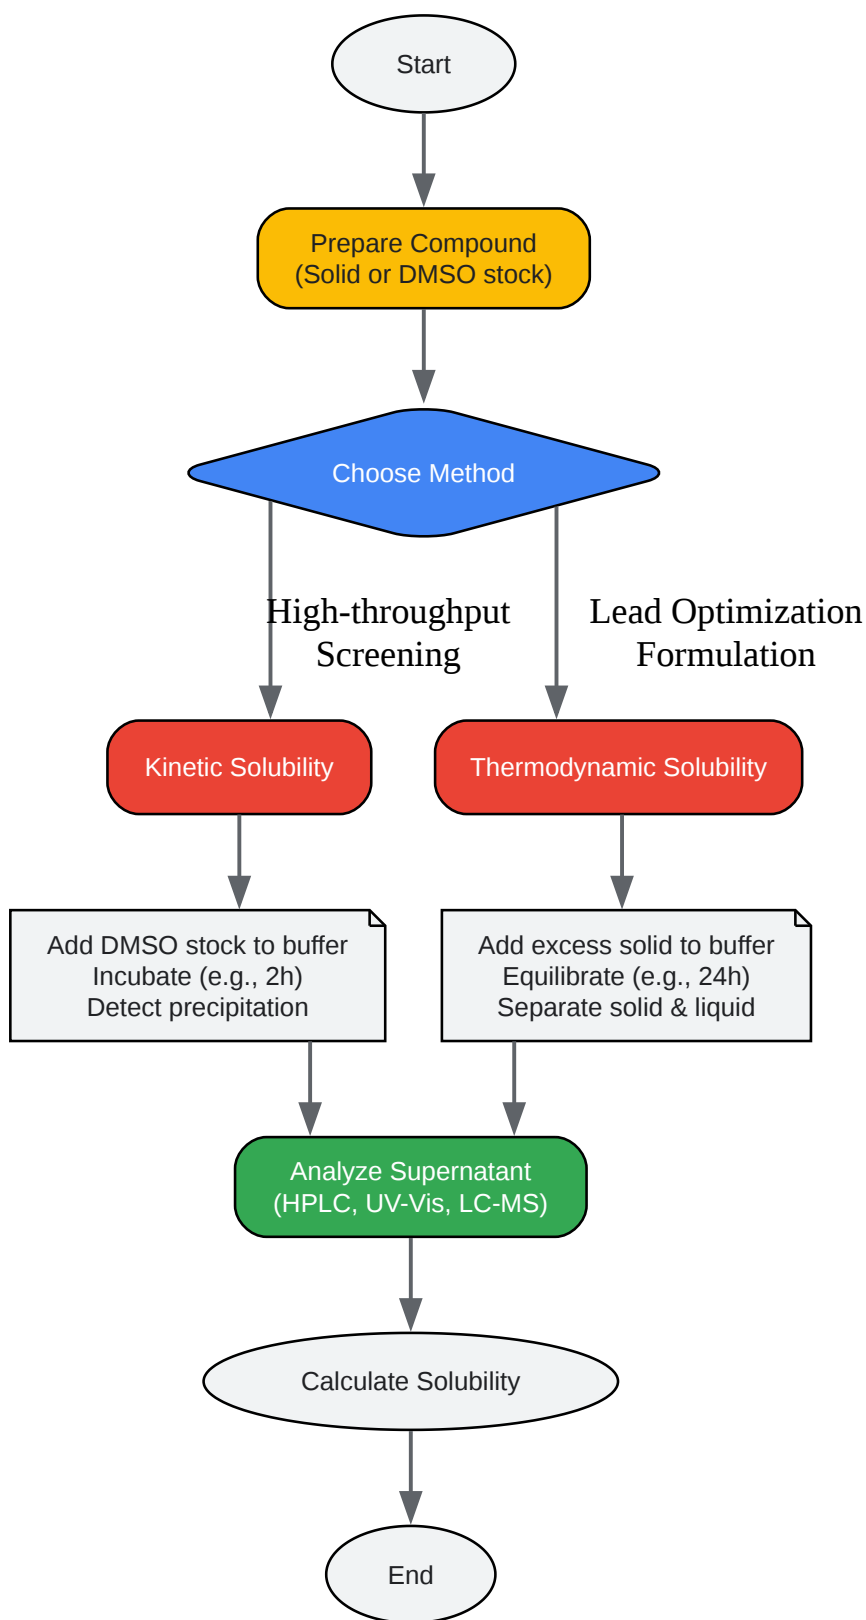 Start
Prepare Compound
(Solid or DMSO stock)
Choose Method
High-throughput
Screening
Lead Optimization
Formulation
Kinetic Solubility
Thermodynamic Solubility
Add DMSO stock to buffer
Incubate (e.g., 2h)
Detect precipitation
Add excess solid to buffer
Equilibrate (e.g., 24h)
Separate solid & liquid
Analyze Supernatant
(HPLC, UV-Vis, LC-MS)
Calculate Solubility
End